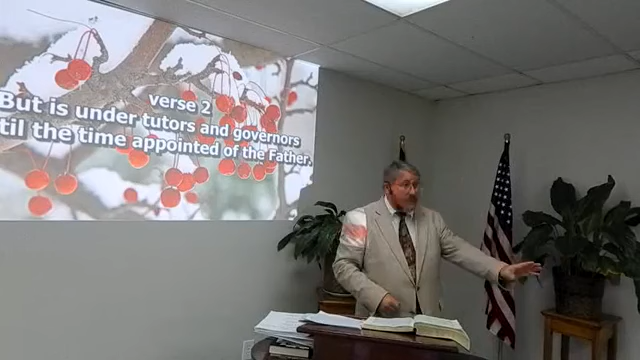 verse 2
But is under tutors and governors
til the time appointed of the Father.